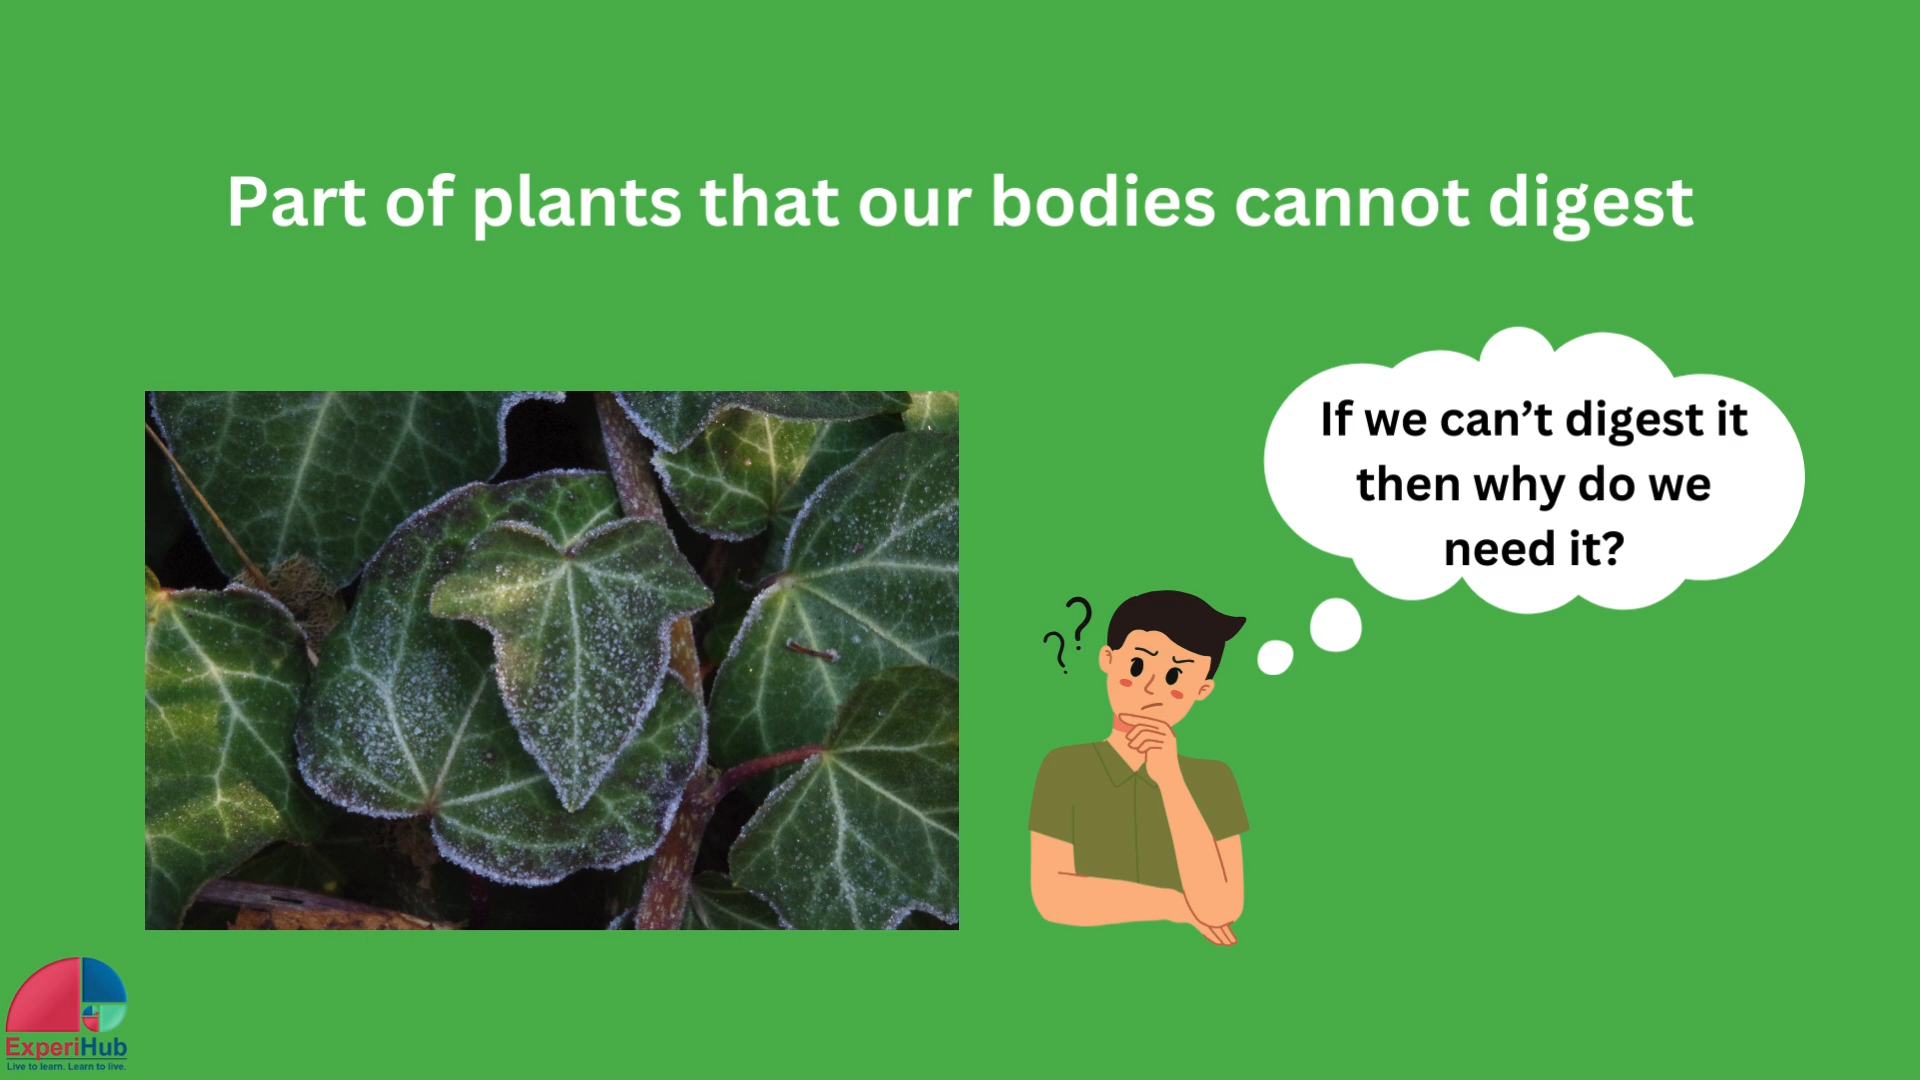 Part of plants that our bodies cannot digest
If we can’t digest it
then why do we
need it?
??
ExperiHub
Live to learn. Learn to live.